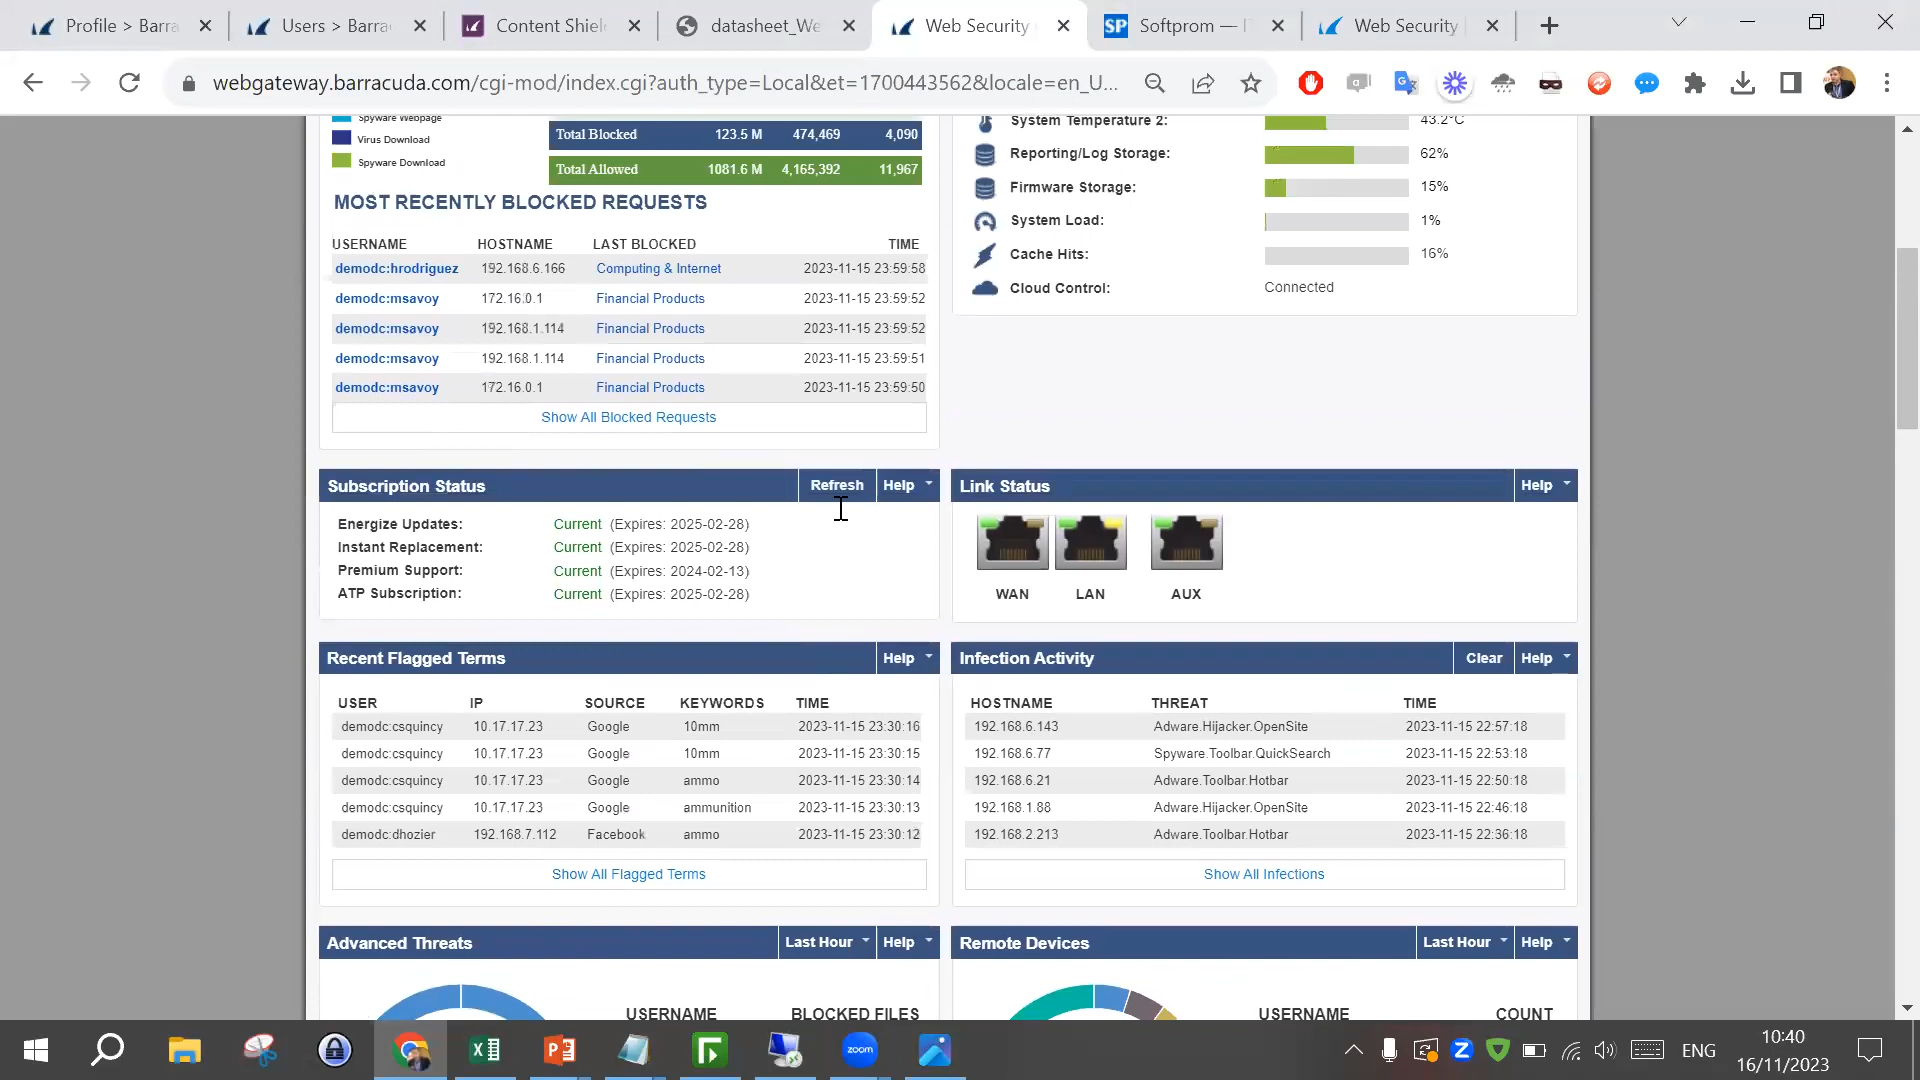 Profile > Barra
Users > Barra
Content Shiel
datasheet_We
Web Security
SP Softprom — I
Web Security
webgateway.barracuda.com/cgi-mod/index.cgi?auth_type=Local&et=1700443562&locale=en_U...
Spyware Webpage
Virus Download
Spyware Download
Total Blocked 123.5 M 474,469 4,090
Total Allowed 1081.6 M 4,165,392 11,967
MOST RECENTLY BLOCKED REQUESTS
USERNAME HOSTNAME LAST BLOCKED TIME
demodc:hrodriguez 192.168.6.166 Computing & Internet 2023-11-15 23:59:58
demodc:msavoy 172.16.0.1 Financial Products 2023-11-15 23:59:52
demodc:msavoy 192.168.1.114 Financial Products 2023-11-15 23:59:52
demodc:msavoy 192.168.1.114 Financial Products 2023-11-15 23:59:51
demodc:msavoy 172.16.0.1 Financial Products 2023-11-15 23:59:50
Show All Blocked Requests
System Temperature 2: 43.2°C
Reporting/Log Storage: 62%
Firmware Storage: 15%
System Load: 1%
Cache Hits: 16%
Cloud Control: Connected
Subscription Status Refresh Help
Energize Updates: Current (Expires: 2025-02-28)
Instant Replacement: Current (Expires: 2025-02-28)
Premium Support: Current (Expires: 2024-02-13)
ATP Subscription: Current (Expires: 2025-02-28)
Link Status Help
WAN LAN AUX
Recent Flagged Terms Help
USER IP SOURCE KEYWORDS TIME
demodc:csquincy 10.17.17.23 Google 10mm 2023-11-15 23:30:16
demodc:csquincy 10.17.17.23 Google 10mm 2023-11-15 23:30:15
demodc:csquincy 10.17.17.23 Google ammo 2023-11-15 23:30:14
demodc:csquincy 10.17.17.23 Google ammunition 2023-11-15 23:30:13
demodc:dhozier 192.168.7.112 Facebook ammo 2023-11-15 23:30:12
Show All Flagged Terms
Infection Activity Clear Help
HOSTNAME THREAT TIME
192.168.6.143 Adware.Hijacker.OpenSite 2023-11-15 22:57:18
192.168.6.77 Spyware.Toolbar.QuickSearch 2023-11-15 22:53:18
192.168.6.21 Adware.Toolbar.Hotbar 2023-11-15 22:50:18
192.168.1.88 Adware.Hijacker.OpenSite 2023-11-15 22:46:18
192.168.2.213 Adware.Toolbar.Hotbar 2023-11-15 22:36:18
Show All Infections
Advanced Threats Last Hour Help
USERNAME BLOCKED FILES
Remote Devices Last Hour Help
USERNAME COUNT
zoom
ENG
10:40
16/11/2023